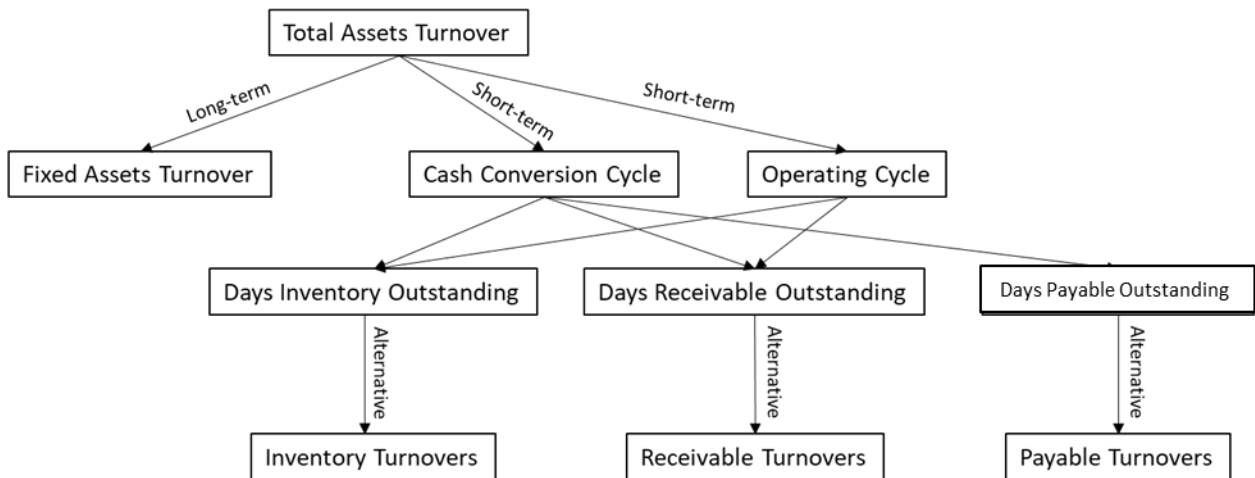 Total Assets Turnover
Long-term
Short-term
Short-term
Fixed Assets Turnover
Cash Conversion Cycle
Operating Cycle
Days Inventory Outstanding
Days Receivable Outstanding
Days Payable Outstanding
Alternative
Alternative
Alternative
Inventory Turnovers
Receivable Turnovers
Payable Turnovers